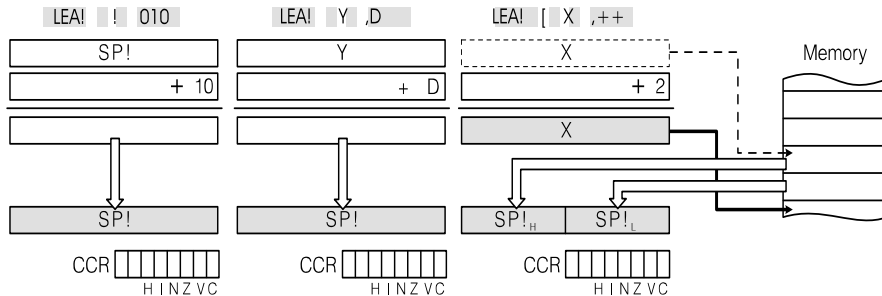 LEA! ! 010
LEA! Y ,D
LEA! [ X ,++
SP!
Y
X
Memory
+ 10
+ D
+ 2
X
SP!
SP!
SP!H
SP!L
CCR
CCR
CCR
H I N Z V C
H I N Z V C
H I N Z V C